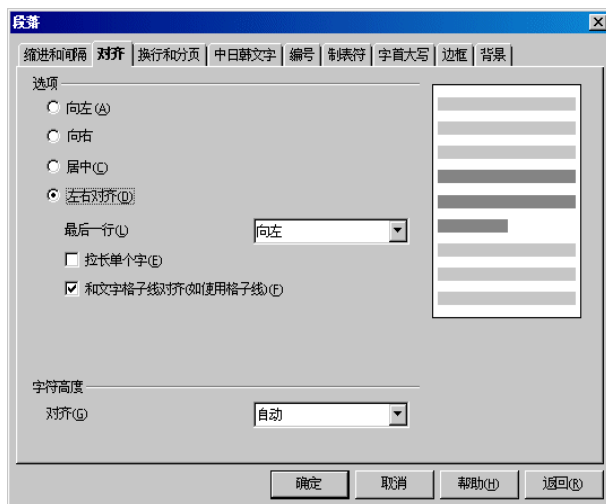 段落
缩进和间隔 对齐 换行和分页 中日韩文字 编号 制表符 字首大写 边框 背景
选项
向左(A)
向右
居中(C)
左右对齐(D)
最后一行(L) 向左
拉长单个字(E)
和文字格子线对齐(如使用格子线)(F)
字符高度
对齐(G) 自动
确定 取消 帮助(H) 返回(R)